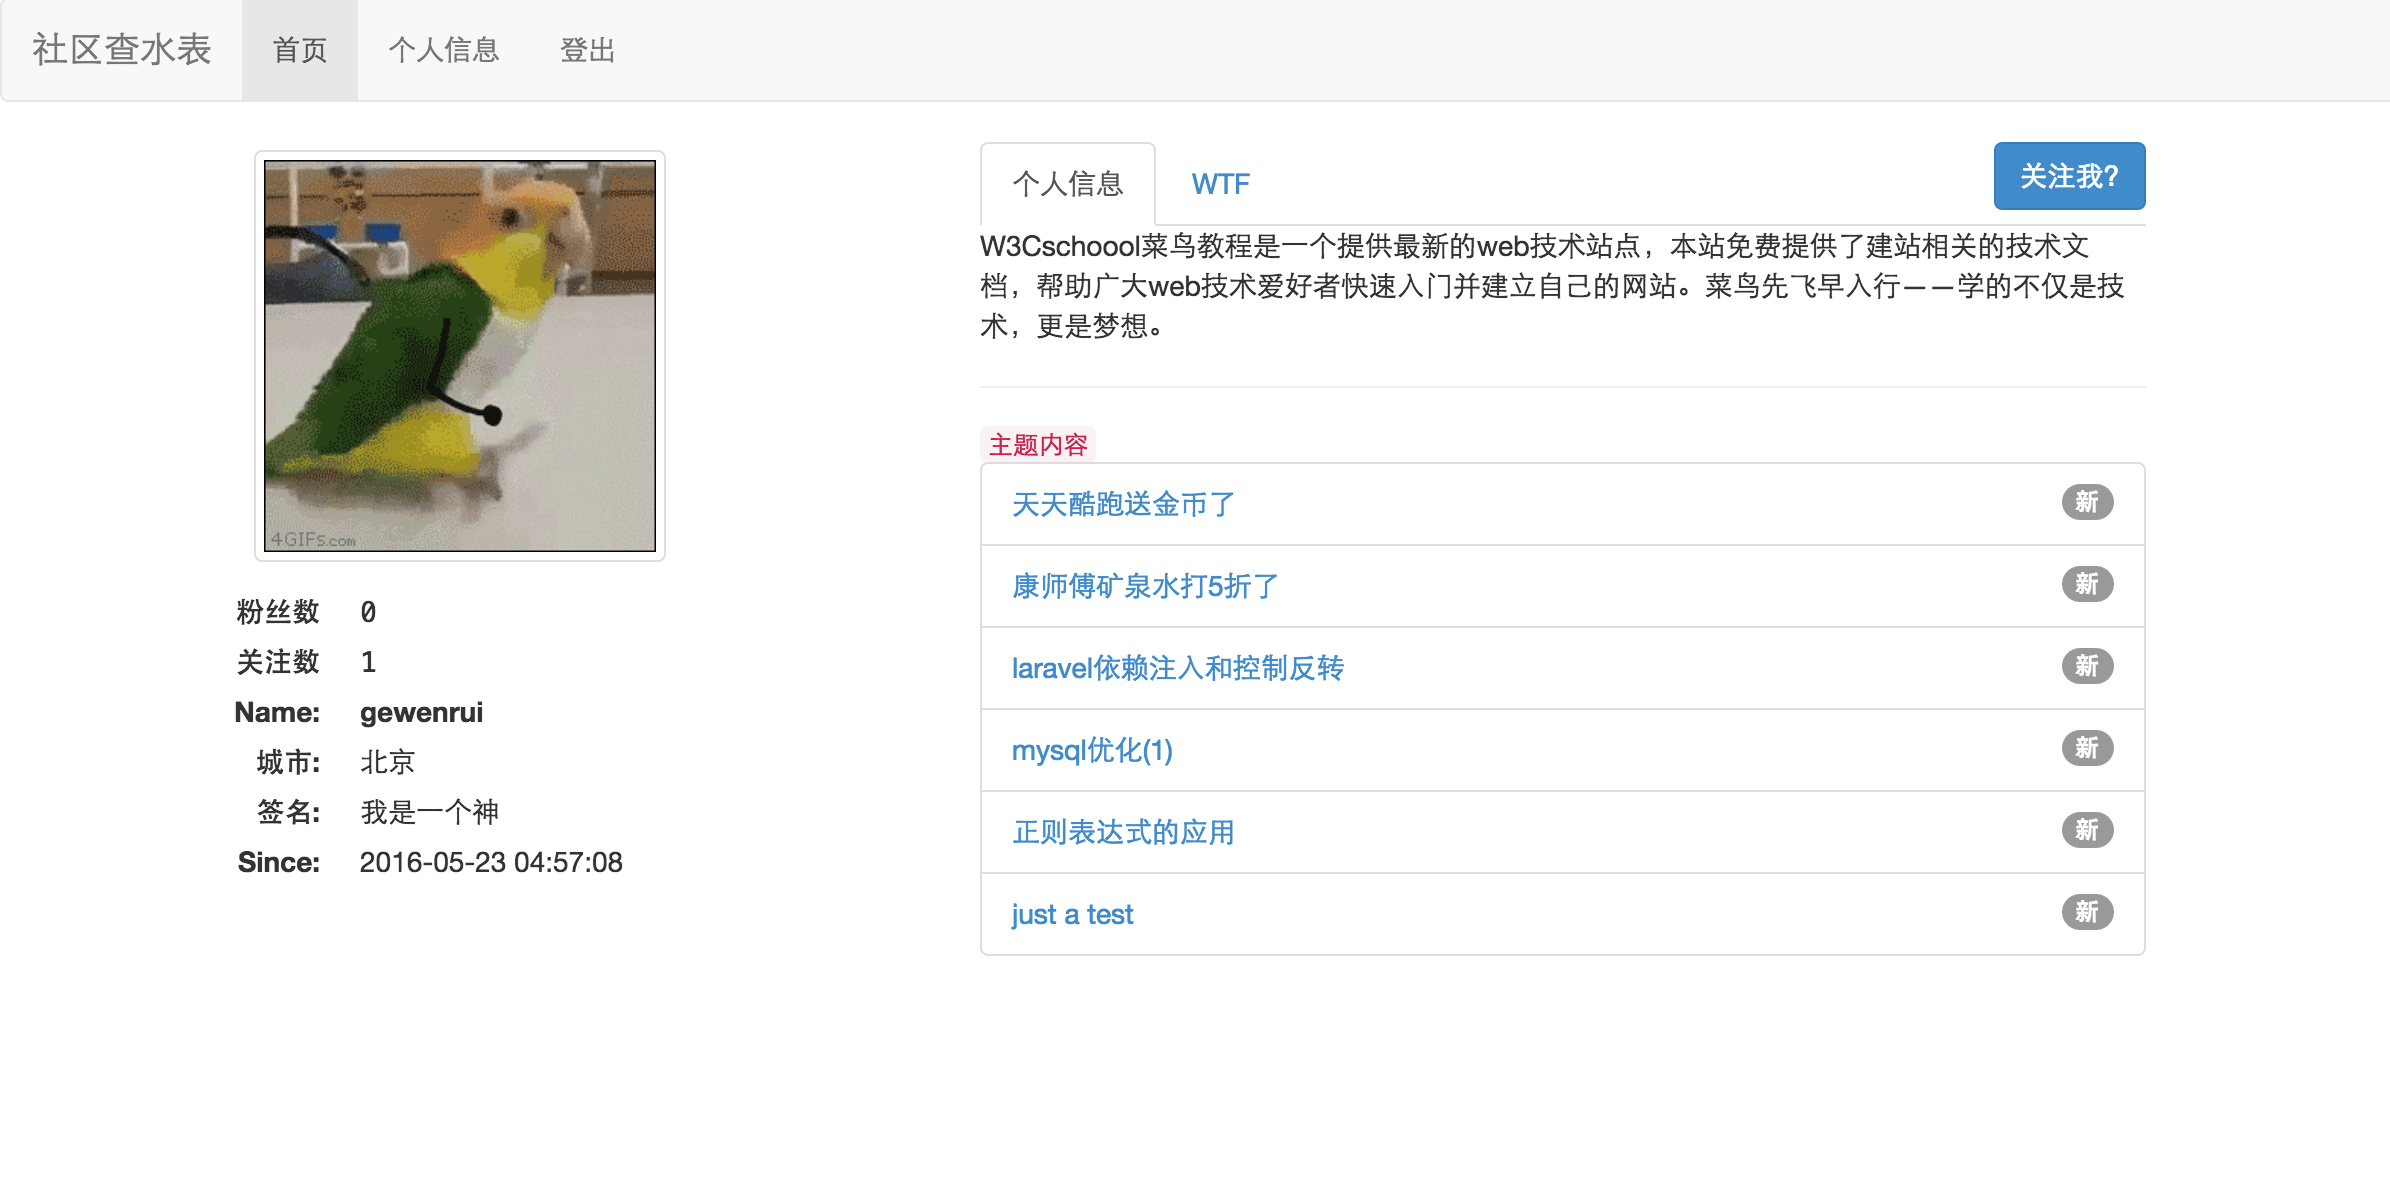 社区查水表 首页 个人信息 登出
4GIFs.com
粉丝数 0
关注数 1
Name: gewenrui
城市: 北京
签名: 我是一个神
Since: 2016-05-23 04:57:08
个人信息 WTF 关注我?
W3Cschoool菜鸟教程是一个提供最新的web技术站点，本站免费提供了建站相关的技术文
档，帮助广大web技术爱好者快速入门并建立自己的网站。菜鸟先飞早入行——学的不仅是技
术，更是梦想。
主题内容
天天酷跑送金币了 新
康师傅矿泉水打5折了 新
laravel依赖注入和控制反转 新
mysql优化(1) 新
正则表达式的应用 新
just a test 新